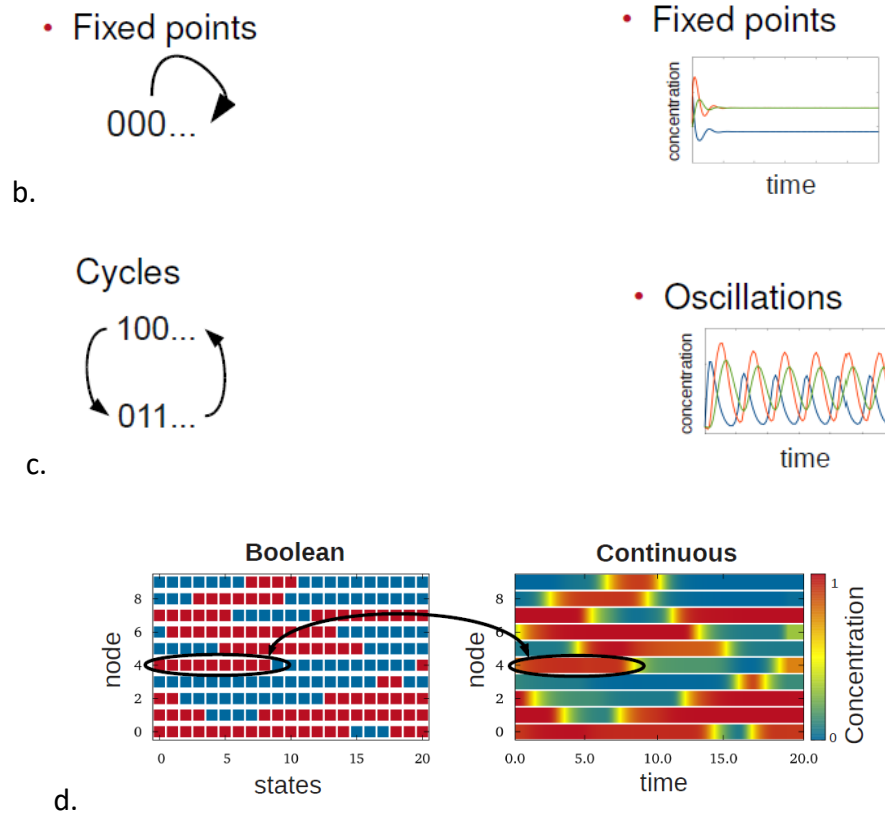 • Fixed points
000...
• Fixed points
concentration
time
b.
Cycles
100...
011...
• Oscillations
concentration
time
c.
Boolean
node
8
6
4
2
0
0 5 10 15 20
states
Continuous
node
8
6
4
2
0
0.0 5.0 10.0 15.0 20.0
time
1
0
Concentration
d.